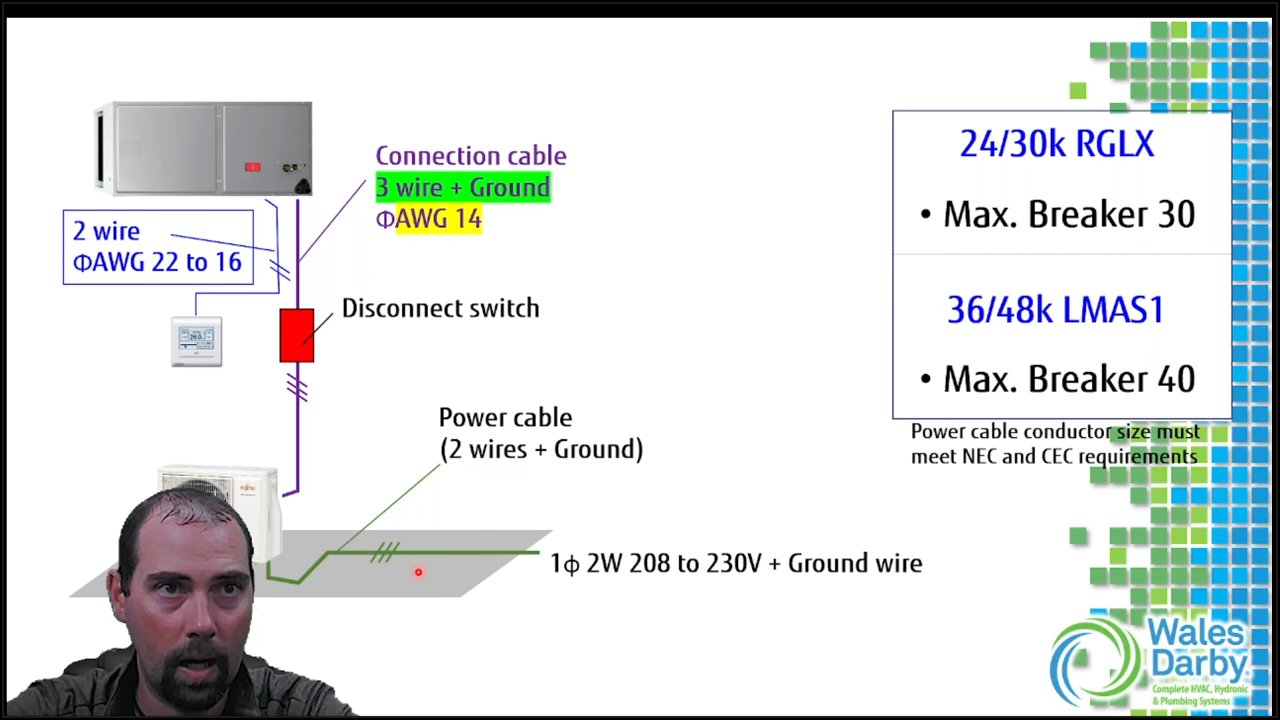 Connection cable
3 wire + Ground
ΦAWG 14
2 wire
ΦAWG 22 to 16
Disconnect switch
Power cable
(2 wires + Ground)
1ϕ 2W 208 to 230V + Ground wire
24/30k RGLX
• Max. Breaker 30
36/48k LMAS1
• Max. Breaker 40
Power cable conductor size must
meet NEC and CEC requirements
Wales
Darby
Complete HVAC, Hydronic
& Plumbing Systems